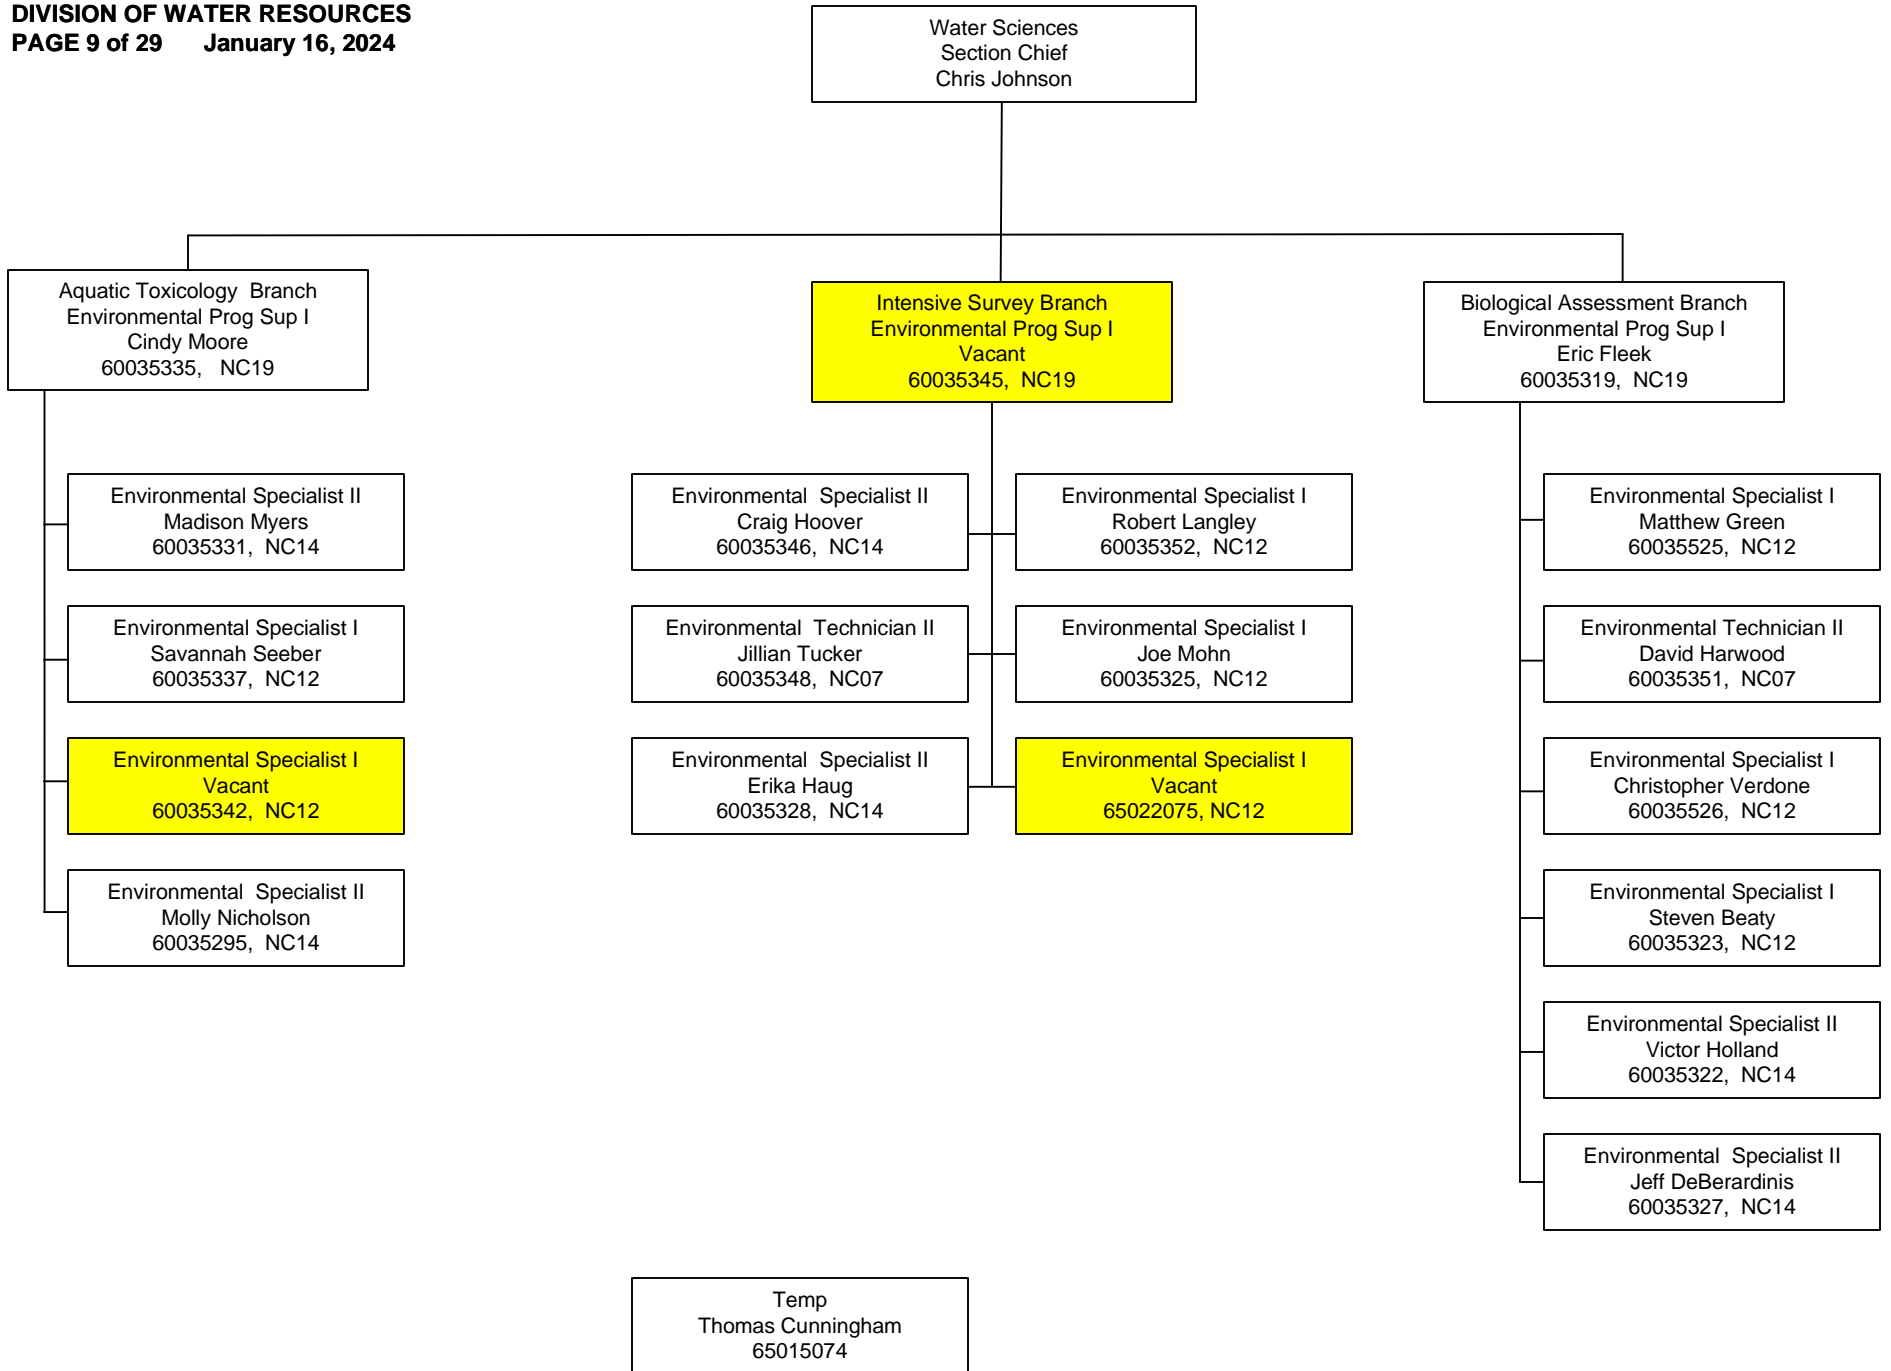 DIVISION OF WATER RESOURCES
PAGE 9 of 29 January 16, 2024
Water Sciences
Section Chief
Chris Johnson
Aquatic Toxicology Branch
Environmental Prog Sup I
Cindy Moore
60035335, NC19
Intensive Survey Branch
Environmental Prog Sup I
Vacant
60035345, NC19
Biological Assessment Branch
Environmental Prog Sup I
Eric Fleek
60035319, NC19
Environmental Specialist II
Madison Myers
60035331, NC14
Environmental Specialist I
Savannah Seeber
60035337, NC12
Environmental Specialist I
Vacant
60035342, NC12
Environmental Specialist II
Molly Nicholson
60035295, NC14
Environmental Specialist II
Craig Hoover
60035346, NC14
Environmental Technician II
Jillian Tucker
60035348, NC07
Environmental Specialist II
Erika Haug
60035328, NC14
Environmental Specialist I
Robert Langley
60035352, NC12
Environmental Specialist I
Joe Mohn
60035325, NC12
Environmental Specialist I
Vacant
65022075, NC12
Environmental Specialist I
Matthew Green
60035525, NC12
Environmental Technician II
David Harwood
60035351, NC07
Environmental Specialist I
Christopher Verdone
60035526, NC12
Environmental Specialist I
Steven Beaty
60035323, NC12
Environmental Specialist II
Victor Holland
60035322, NC14
Environmental Specialist II
Jeff DeBerardinis
60035327, NC14
Temp
Thomas Cunningham
65015074